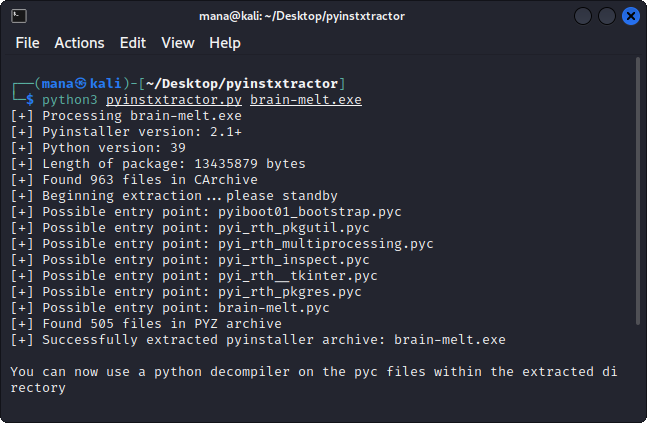 mana@kali: ~/Desktop/pyinstxtractor
File Actions Edit View Help
┌──(mana㉿kali)-[~/Desktop/pyinstxtractor]
└─$ python3 pyinstxtractor.py brain-melt.exe
[+] Processing brain-melt.exe
[+] Pyinstaller version: 2.1+
[+] Python version: 39
[+] Length of package: 13435879 bytes
[+] Found 963 files in CArchive
[+] Beginning extraction...please standby
[+] Possible entry point: pyiboot01_bootstrap.pyc
[+] Possible entry point: pyi_rth_pkgutil.pyc
[+] Possible entry point: pyi_rth_multiprocessing.pyc
[+] Possible entry point: pyi_rth_inspect.pyc
[+] Possible entry point: pyi_rth__tkinter.pyc
[+] Possible entry point: pyi_rth_pkgres.pyc
[+] Possible entry point: brain-melt.pyc
[+] Found 505 files in PYZ archive
[+] Successfully extracted pyinstaller archive: brain-melt.exe
You can now use a python decompiler on the pyc files within the extracted di
rectory